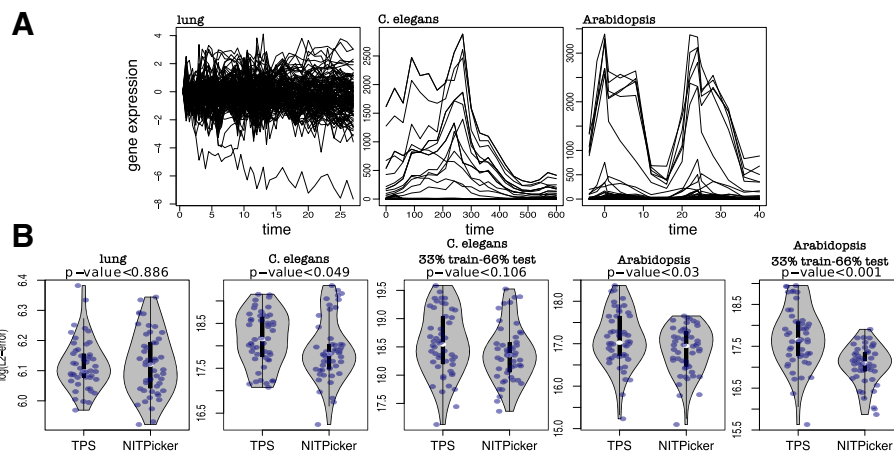 A
lung
C. elegans
Arabidopsis
gene expression
4
2
0
−2
−4
−6
−8
0 5 10 15 20 25
time
2500
2000
1500
500
0
0 100 200 300 400 500 600
time
3000
2000
1000
500
0
0 10 20 30 40
time
B
lung
p−value<0.886
C. elegans
p−value<0.049
C. elegans
33% train-66% test
p−value<0.106
Arabidopsis
p−value<0.03
Arabidopsis
33% train-66% test
p−value<0.001
log(L2−error)
6.4
6.3
6.2
6.1
6.0
TPS NITPicker
18.5
17.5
16.5
TPS NITPicker
19.5
19.0
18.5
18.0
17.5
TPS NITPicker
18.0
17.0
16.0
15.0
TPS NITPicker
18.5
17.5
16.5
15.5
TPS NITPicker